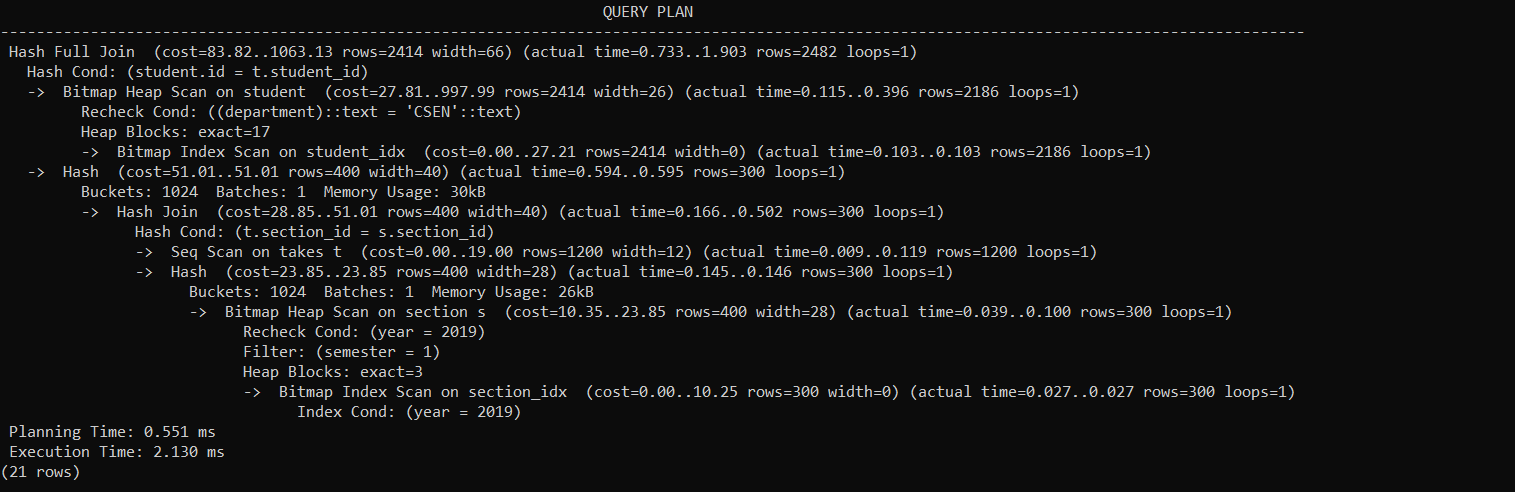 QUERY PLAN
-------------------------------------------------------------------------------------------------------------------------------------------------
Hash Full Join  (cost=83.82..1063.13 rows=2414 width=66) (actual time=0.733..1.903 rows=2482 loops=1)
  Hash Cond: (student.id = t.student_id)
  ->  Bitmap Heap Scan on student  (cost=27.81..997.99 rows=2414 width=26) (actual time=0.115..0.396 rows=2186 loops=1)
        Recheck Cond: ((department)::text = 'CSEN'::text)
        Heap Blocks: exact=17
        ->  Bitmap Index Scan on student_idx  (cost=0.00..27.21 rows=2414 width=0) (actual time=0.103..0.103 rows=2186 loops=1)
  ->  Hash  (cost=51.01..51.01 rows=400 width=40) (actual time=0.594..0.595 rows=300 loops=1)
        Buckets: 1024  Batches: 1  Memory Usage: 30kB
        ->  Hash Join  (cost=28.85..51.01 rows=400 width=40) (actual time=0.166..0.502 rows=300 loops=1)
              Hash Cond: (t.section_id = s.section_id)
              ->  Seq Scan on takes t  (cost=0.00..19.00 rows=1200 width=12) (actual time=0.009..0.119 rows=1200 loops=1)
              ->  Hash  (cost=23.85..23.85 rows=400 width=28) (actual time=0.145..0.146 rows=300 loops=1)
                    Buckets: 1024  Batches: 1  Memory Usage: 26kB
                    ->  Bitmap Heap Scan on section s  (cost=10.35..23.85 rows=400 width=28) (actual time=0.039..0.100 rows=300 loops=1)
                          Recheck Cond: (year = 2019)
                          Filter: (semester = 1)
                          Heap Blocks: exact=3
                          ->  Bitmap Index Scan on section_idx  (cost=0.00..10.25 rows=300 width=0) (actual time=0.027..0.027 rows=300 loops=1)
                                Index Cond: (year = 2019)
Planning Time: 0.551 ms
Execution Time: 2.130 ms
(21 rows)